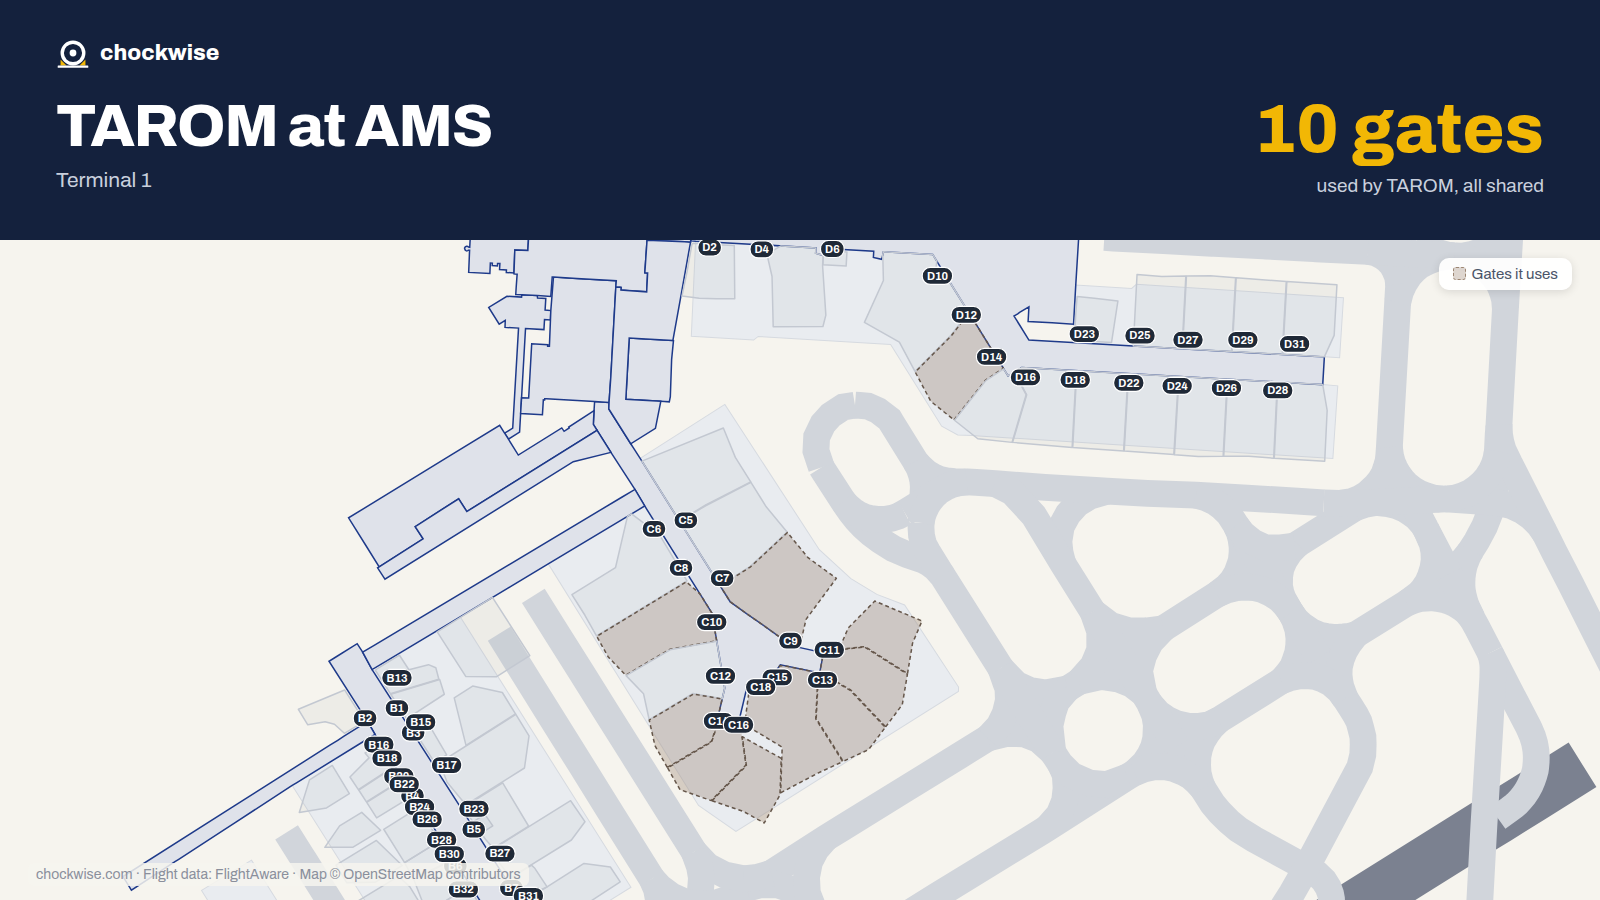 chockwise
TAROM at AMS
Terminal 1
10 gates
used by TAROM, all shared
Gates it uses
D2
D4
D6
D10
D12
D14
D16
D18
D22
D24
D26
D28
D23
D25
D27
D29
D31
C5
C6
C7
C8
C9
C10
C11
C12
C13
C15
C18
C16
B13
B1
B2
B15
B3
B16
B18
B17
B22
B24
B26
B23
B5
B28
B30
B27
B32
B31
chockwise.com · Flight data: FlightAware · Map © OpenStreetMap contributors